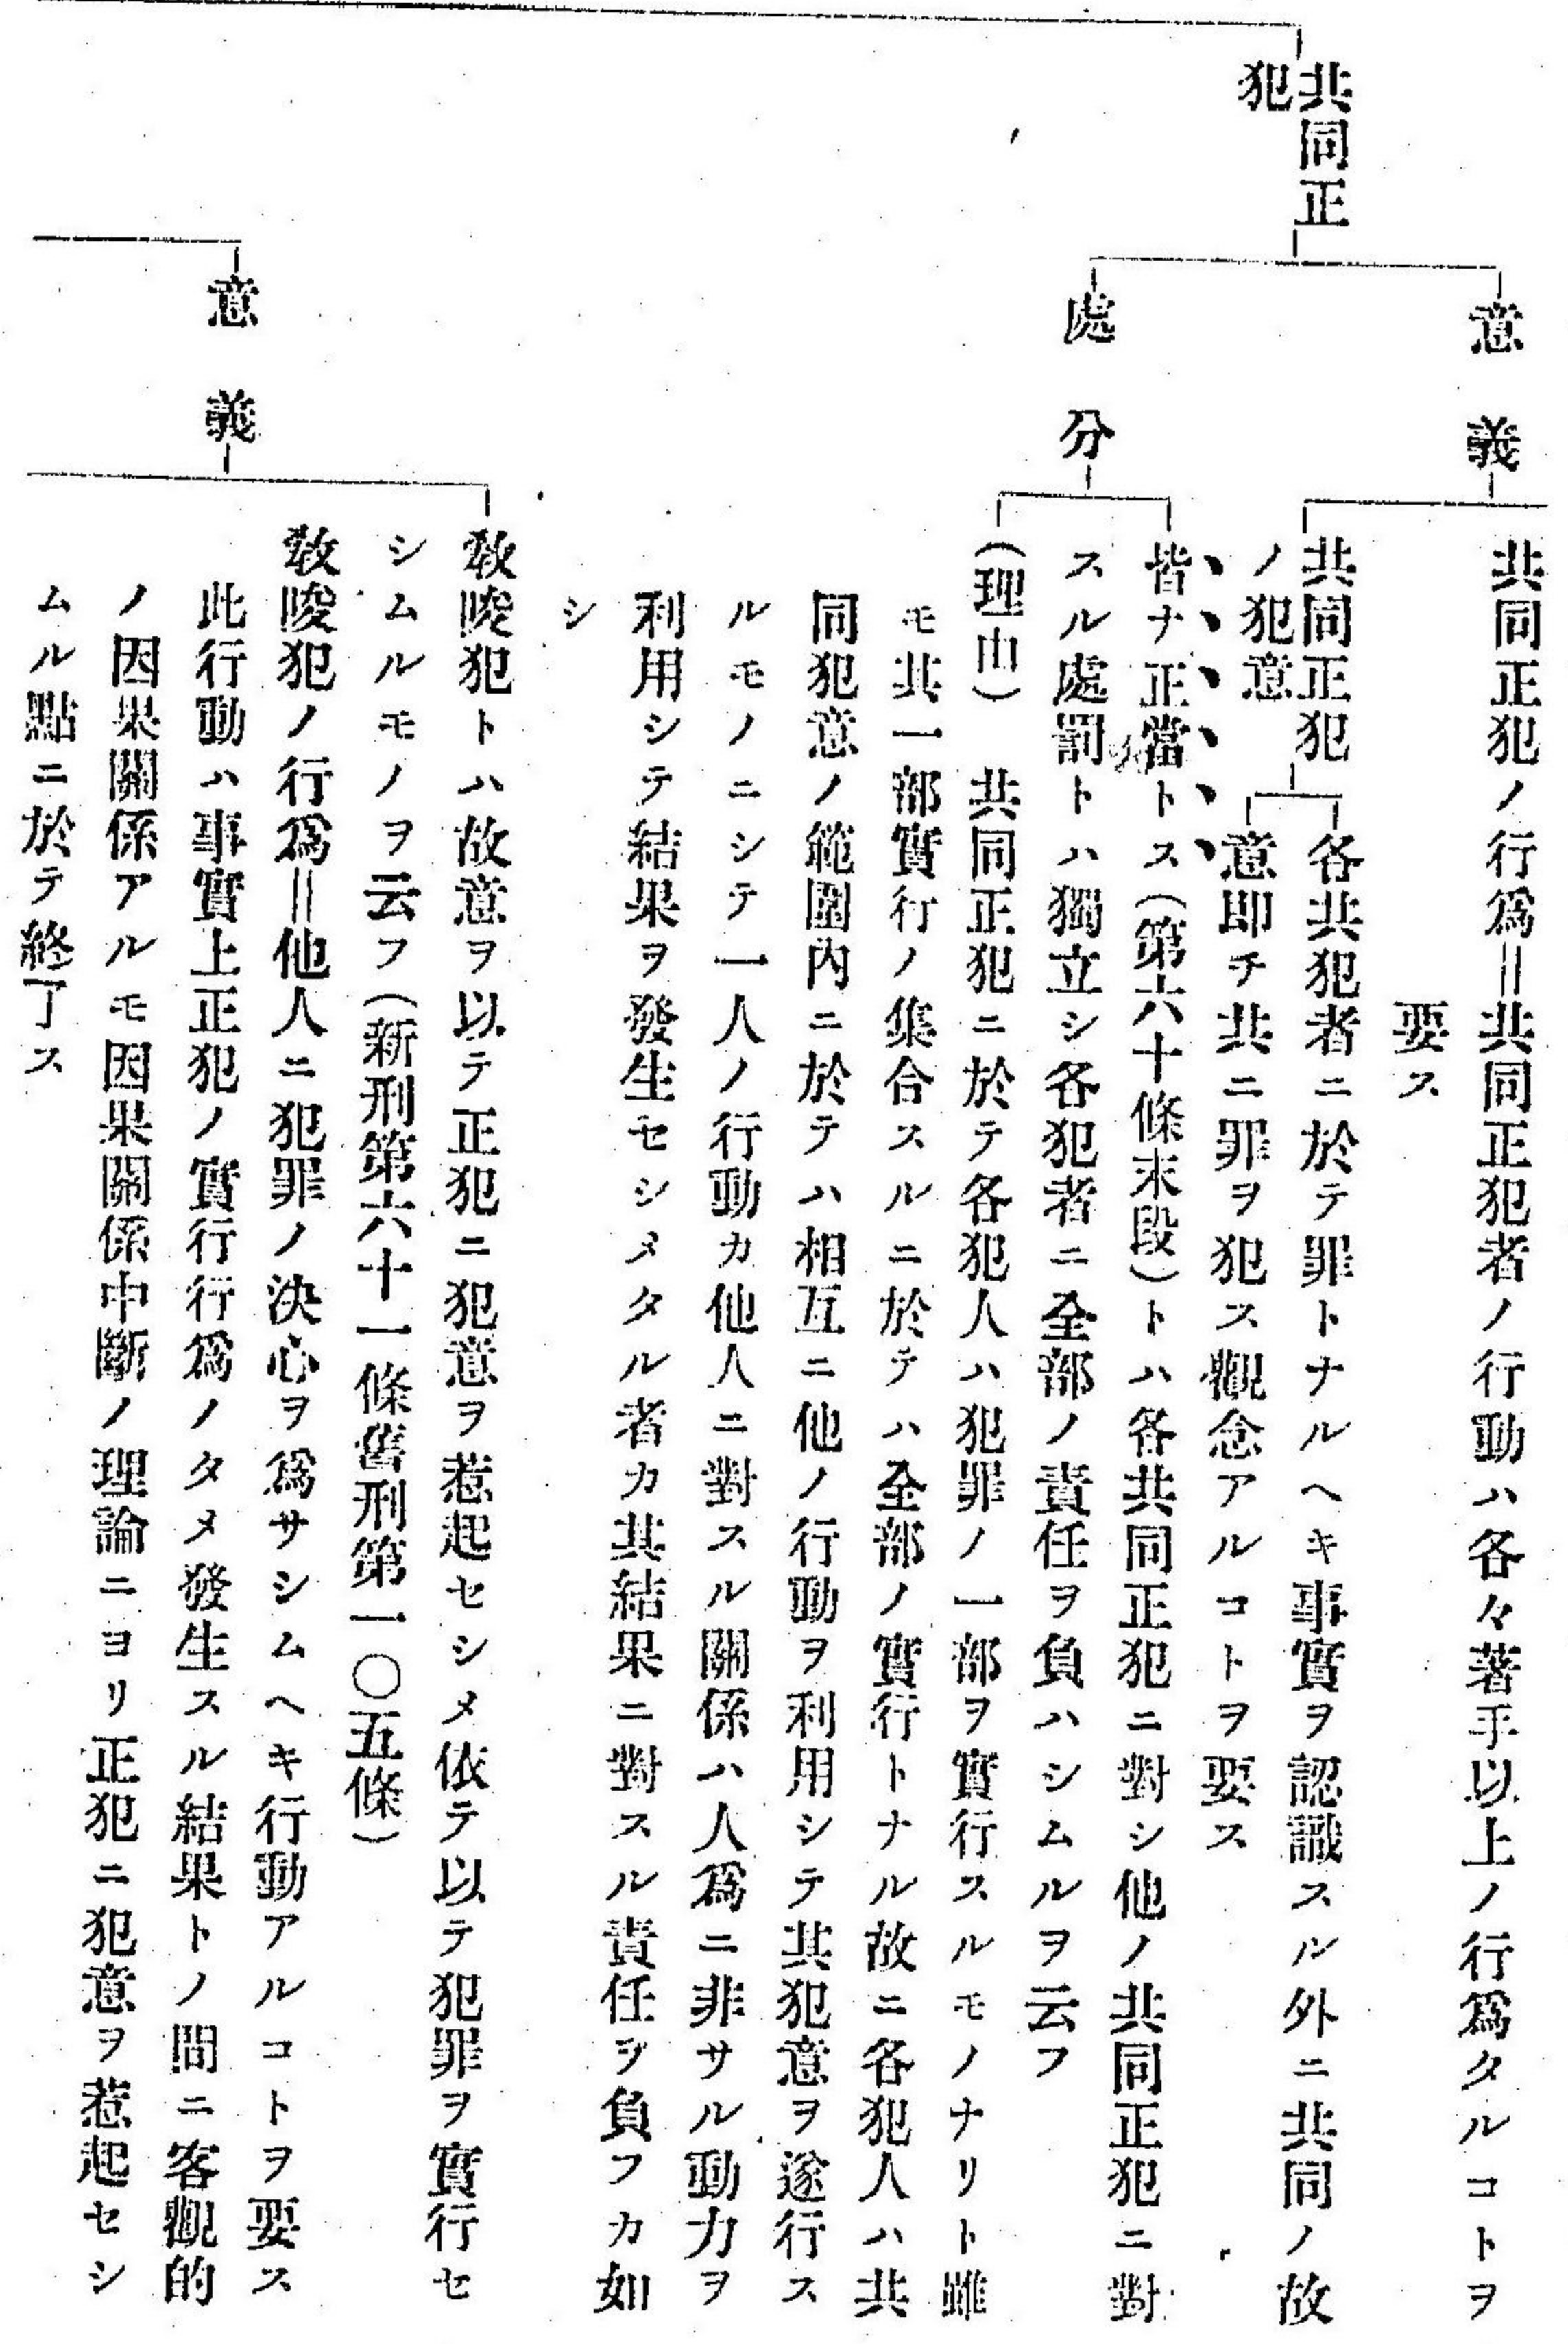 共同正
犯
意義
共同正犯ノ行爲=共同正犯者ノ行動ハ各々著手以上ノ行爲タルコトヲ
要ス
共同正犯
ノ犯意
各共犯者ニ於テ罪トナルヘキ事實ヲ認識スル外ニ共同ノ故
意即チ共ニ罪ヲ犯ス觀念アルコトヲ要ス
處分
皆ナ正當トス(第六十條末段)トハ各共同正犯ニ對シ他ノ共同正犯ニ對
スル處罰トハ獨立シ各犯者ニ全部ノ責任ヲ負ハシムルヲ云フ
(理由) 共同正犯ニ於テ各犯人ハ犯罪ノ一部ヲ實行スルモノナリト雖
モ其一部實行ノ集合スルニ於テハ全部ノ實行トナル故ニ各犯人ハ共
同犯意ノ範圍内ニ於テハ相互ニ他ノ行動ヲ利用シテ其犯意ヲ遂行ス
ルモノニシテ一人ノ行動カ他人ニ對スル關係ハ人爲ニ非サル動力ヲ
利用シテ結果ヲ發生セシメタル者カ其結果ニ對スル責任ヲ負フカ如
シ
意義
敎唆犯トハ故意ヲ以テ正犯ニ犯意ヲ惹起セシメ依テ以テ犯罪ヲ實行セ
シムルモノヲ云フ(新刑第六十一條舊刑第一〇五條)
敎唆犯ノ行爲=他人ニ犯罪ノ決心ヲ爲サシムヘキ行動アルコトヲ要ス
此行動ハ事實上正犯ノ實行行爲ノタメ發生スル結果トノ間ニ客觀的
ノ因果關係アルモ因果關係中斷ノ理論ニヨリ正犯ニ犯意ヲ惹起セシ
ムル點ニ於テ終了ス